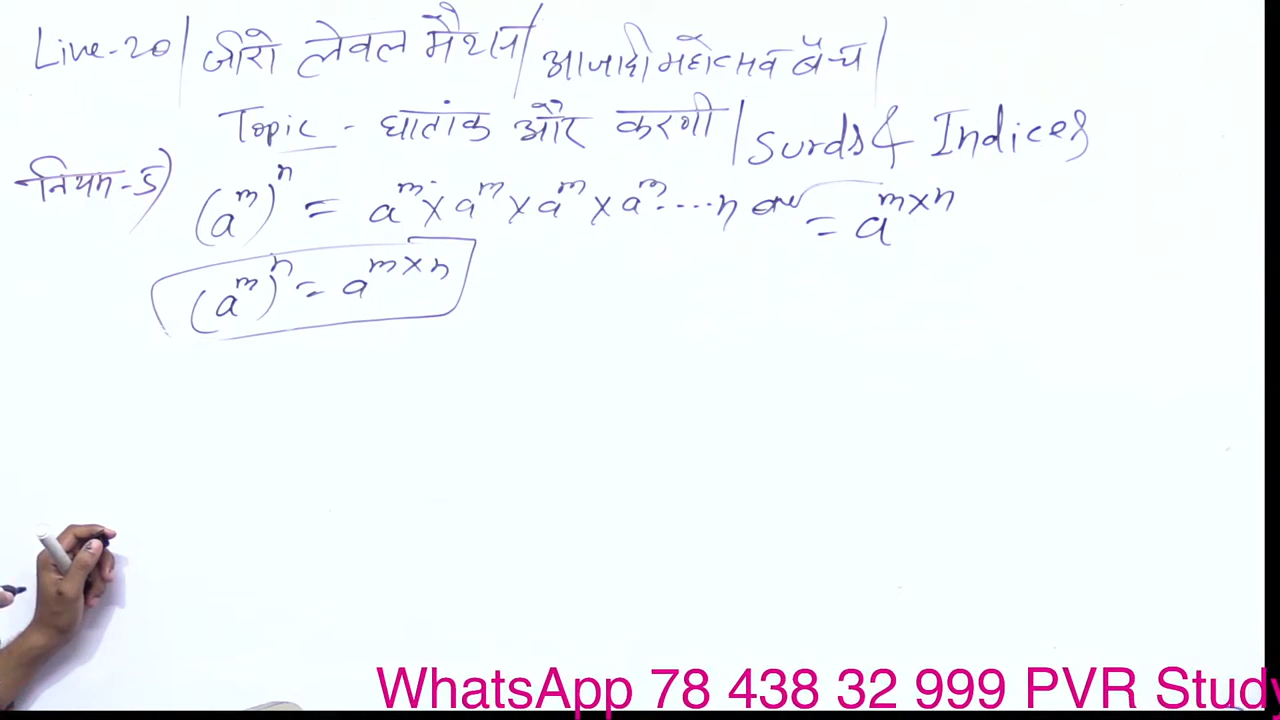 Live-20 / जीरो लेवल मैथ्स / आजादी महोत्सव बैच /
Topic - घातांक और करणी / Surds & Indices
नियम-5) (a^m)^n = a^m × a^m × a^m × a^m ....n = a^{m×n}
(a^m)^n = a^{m×n}
WhatsApp 78 438 32 999 PVR Study